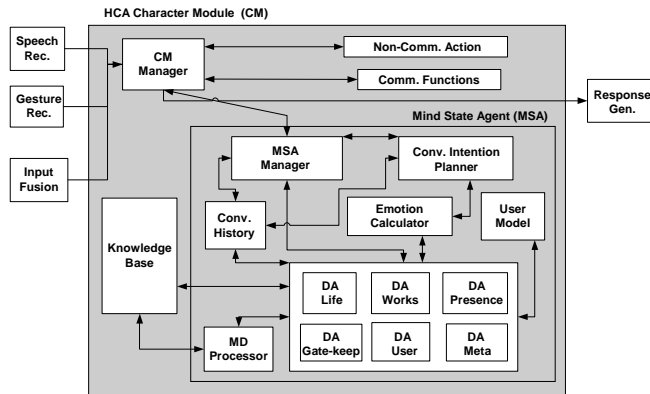 HCA Character Module (CM)
Speech
Rec.
CM
Manager
Non-Comm. Action
Comm. Functions
Gesture
Rec.
Response
Gen.
Mind State Agent (MSA)
MSA
Manager
Conv. Intention
Planner
Input
Fusion
Conv.
History
Emotion
Calculator
User
Model
Knowledge
Base
DA
Life
DA
Works
DA
Presence
MD
Processor
DA
Gate-keep
DA
User
DA
Meta